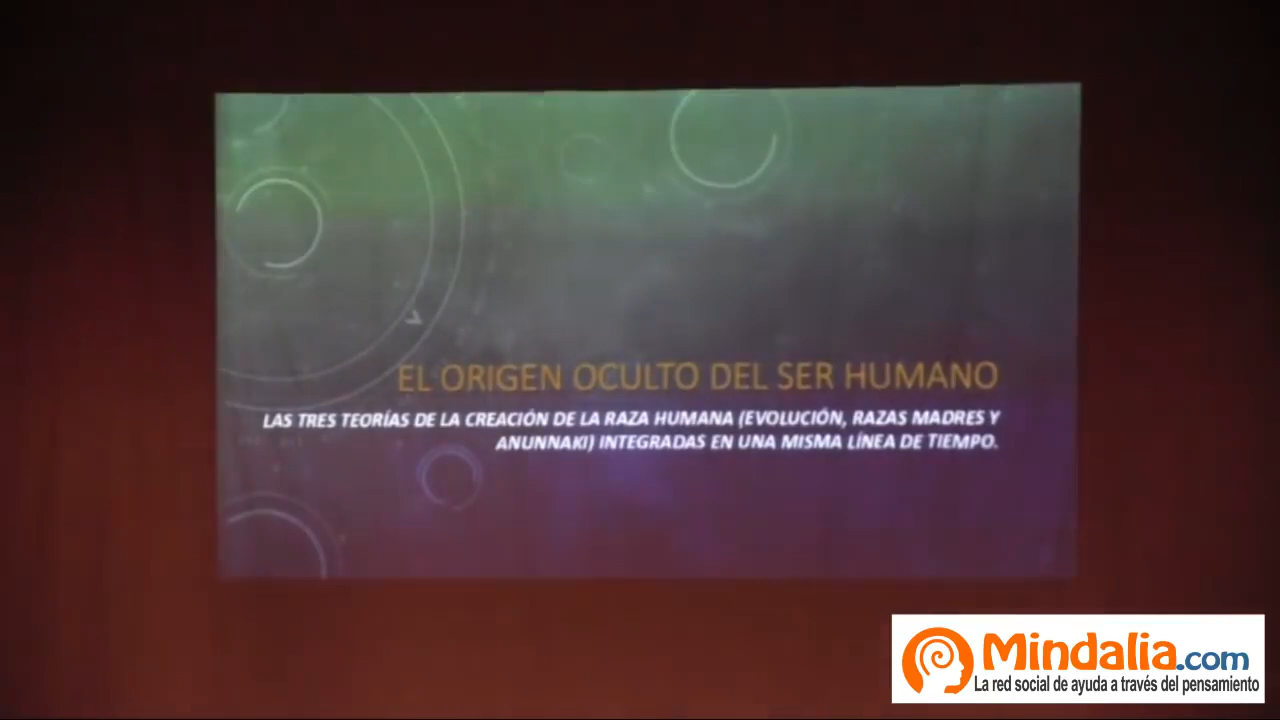 EL ORIGEN OCULTO DEL SER HUMANO
LAS TRES TEORÍAS DE LA CREACIÓN DE LA RAZA HUMANA (EVOLUCIÓN, RAZAS MADRES Y
ANUNNAKI) INTEGRADAS EN UNA MISMA LÍNEA DE TIEMPO.
Mindalia.com
La red social de ayuda a través del pensamiento